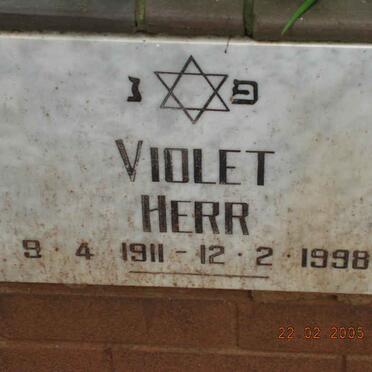 פ נ
VIOLET
HERR
9 · 4 1911 - 12 · 2 · 1998
22 02 2005